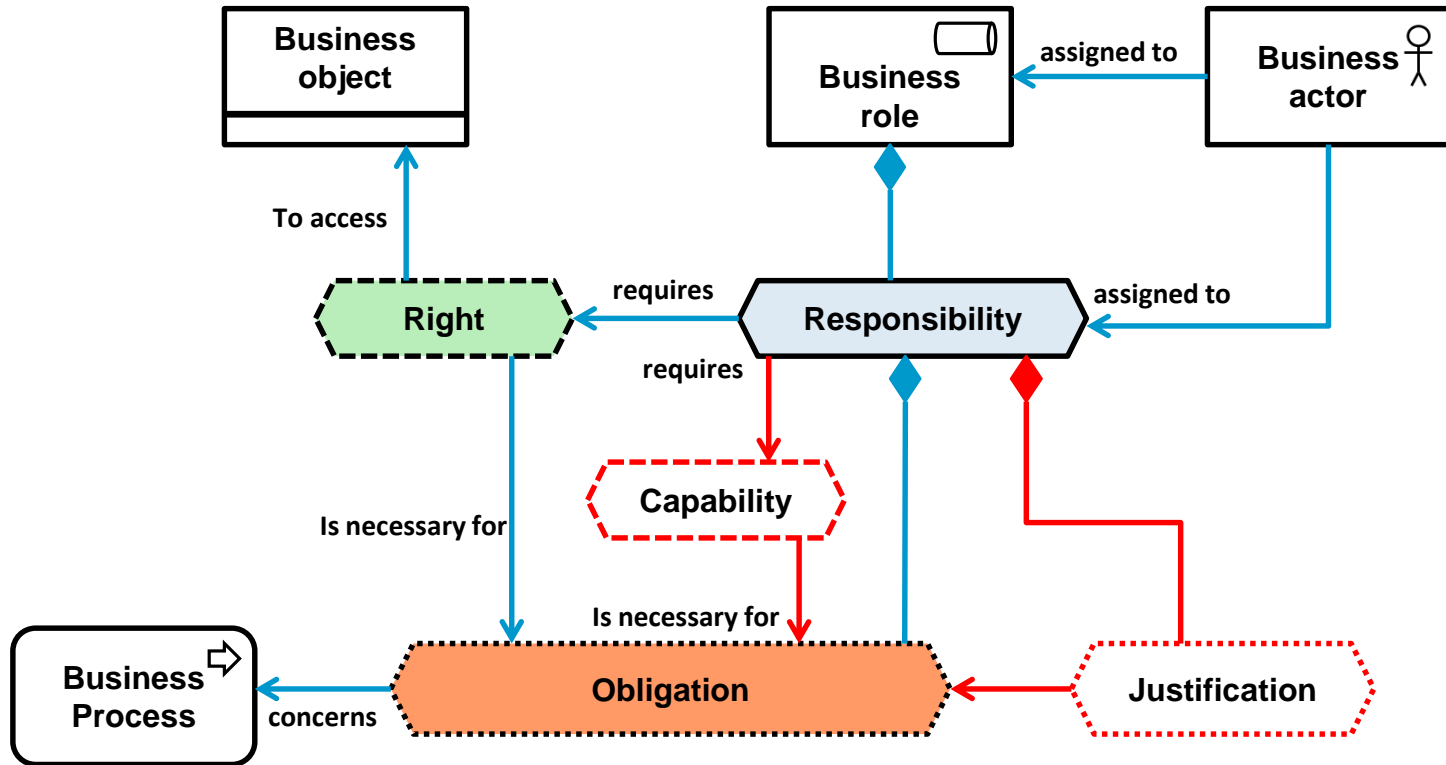 Business
object
Business
role
assigned to
Business
actor
To access
Right
requires
Responsibility
assigned to
requires
Capability
Is necessary for
Is necessary for
Business
Process
concerns
Obligation
Justification